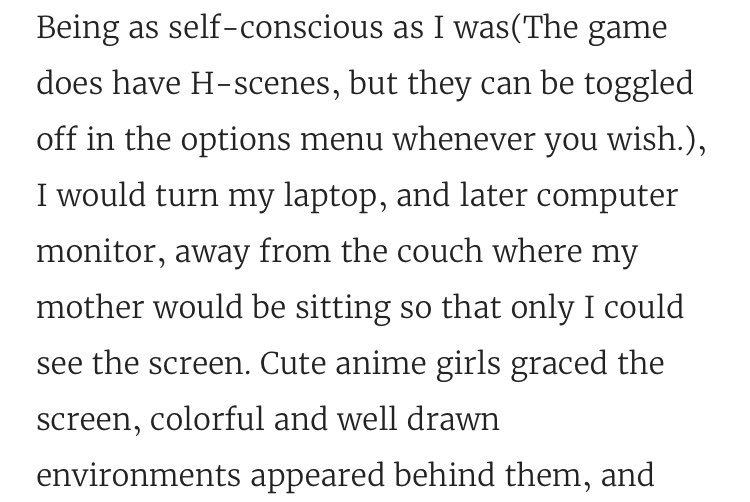 Being as self-conscious as I was(The game
does have H-scenes, but they can be toggled
off in the options menu whenever you wish.),
I would turn my laptop, and later computer
monitor, away from the couch where my
mother would be sitting so that only I could
see the screen. Cute anime girls graced the
screen, colorful and well drawn
environments appeared behind them, and